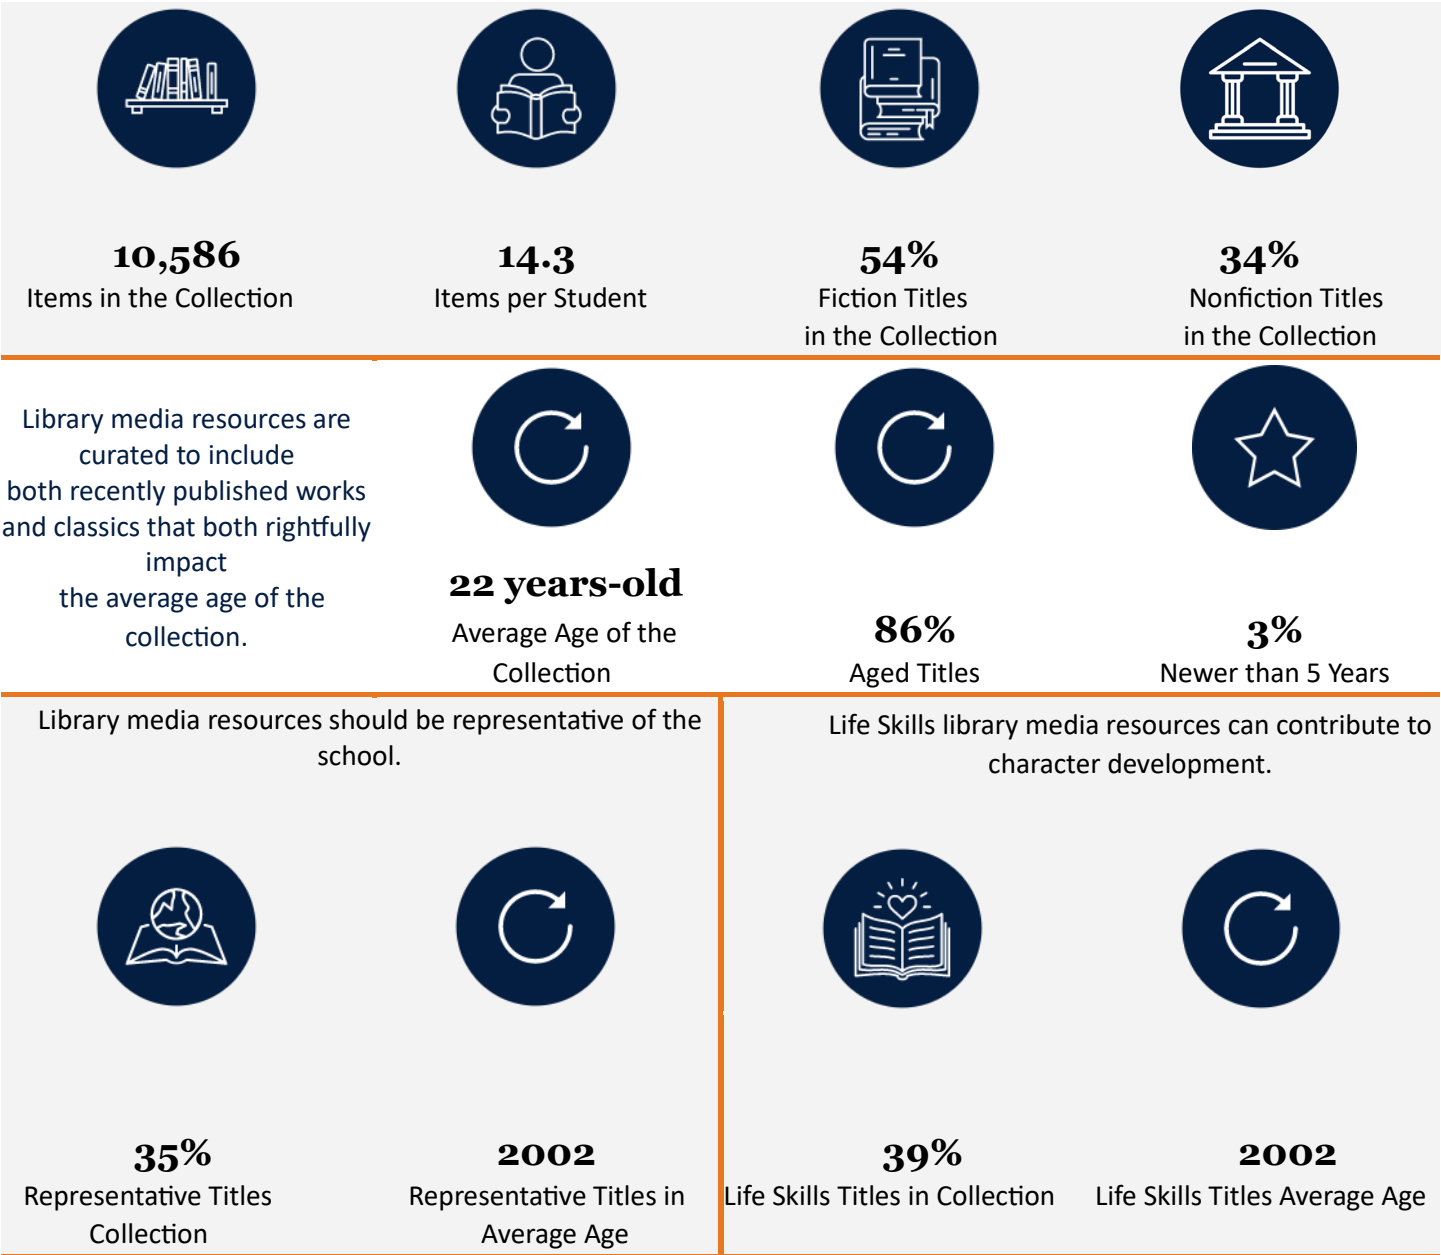 10,586
Items in the Collection
14.3
Items per Student
54%
Fiction Titles
in the Collection
34%
Nonfiction Titles
in the Collection
Library media resources are
curated to include
both recently published works
and classics that both rightfully
impact
the average age of the
collection.
22 years-old
Average Age of the
Collection
86%
Aged Titles
3%
Newer than 5 Years
Library media resources should be representative of the
school.
35%
Representative Titles
Collection
2002
Representative Titles in
Average Age
Life Skills library media resources can contribute to
character development.
39%
Life Skills Titles in Collection
2002
Life Skills Titles Average Age